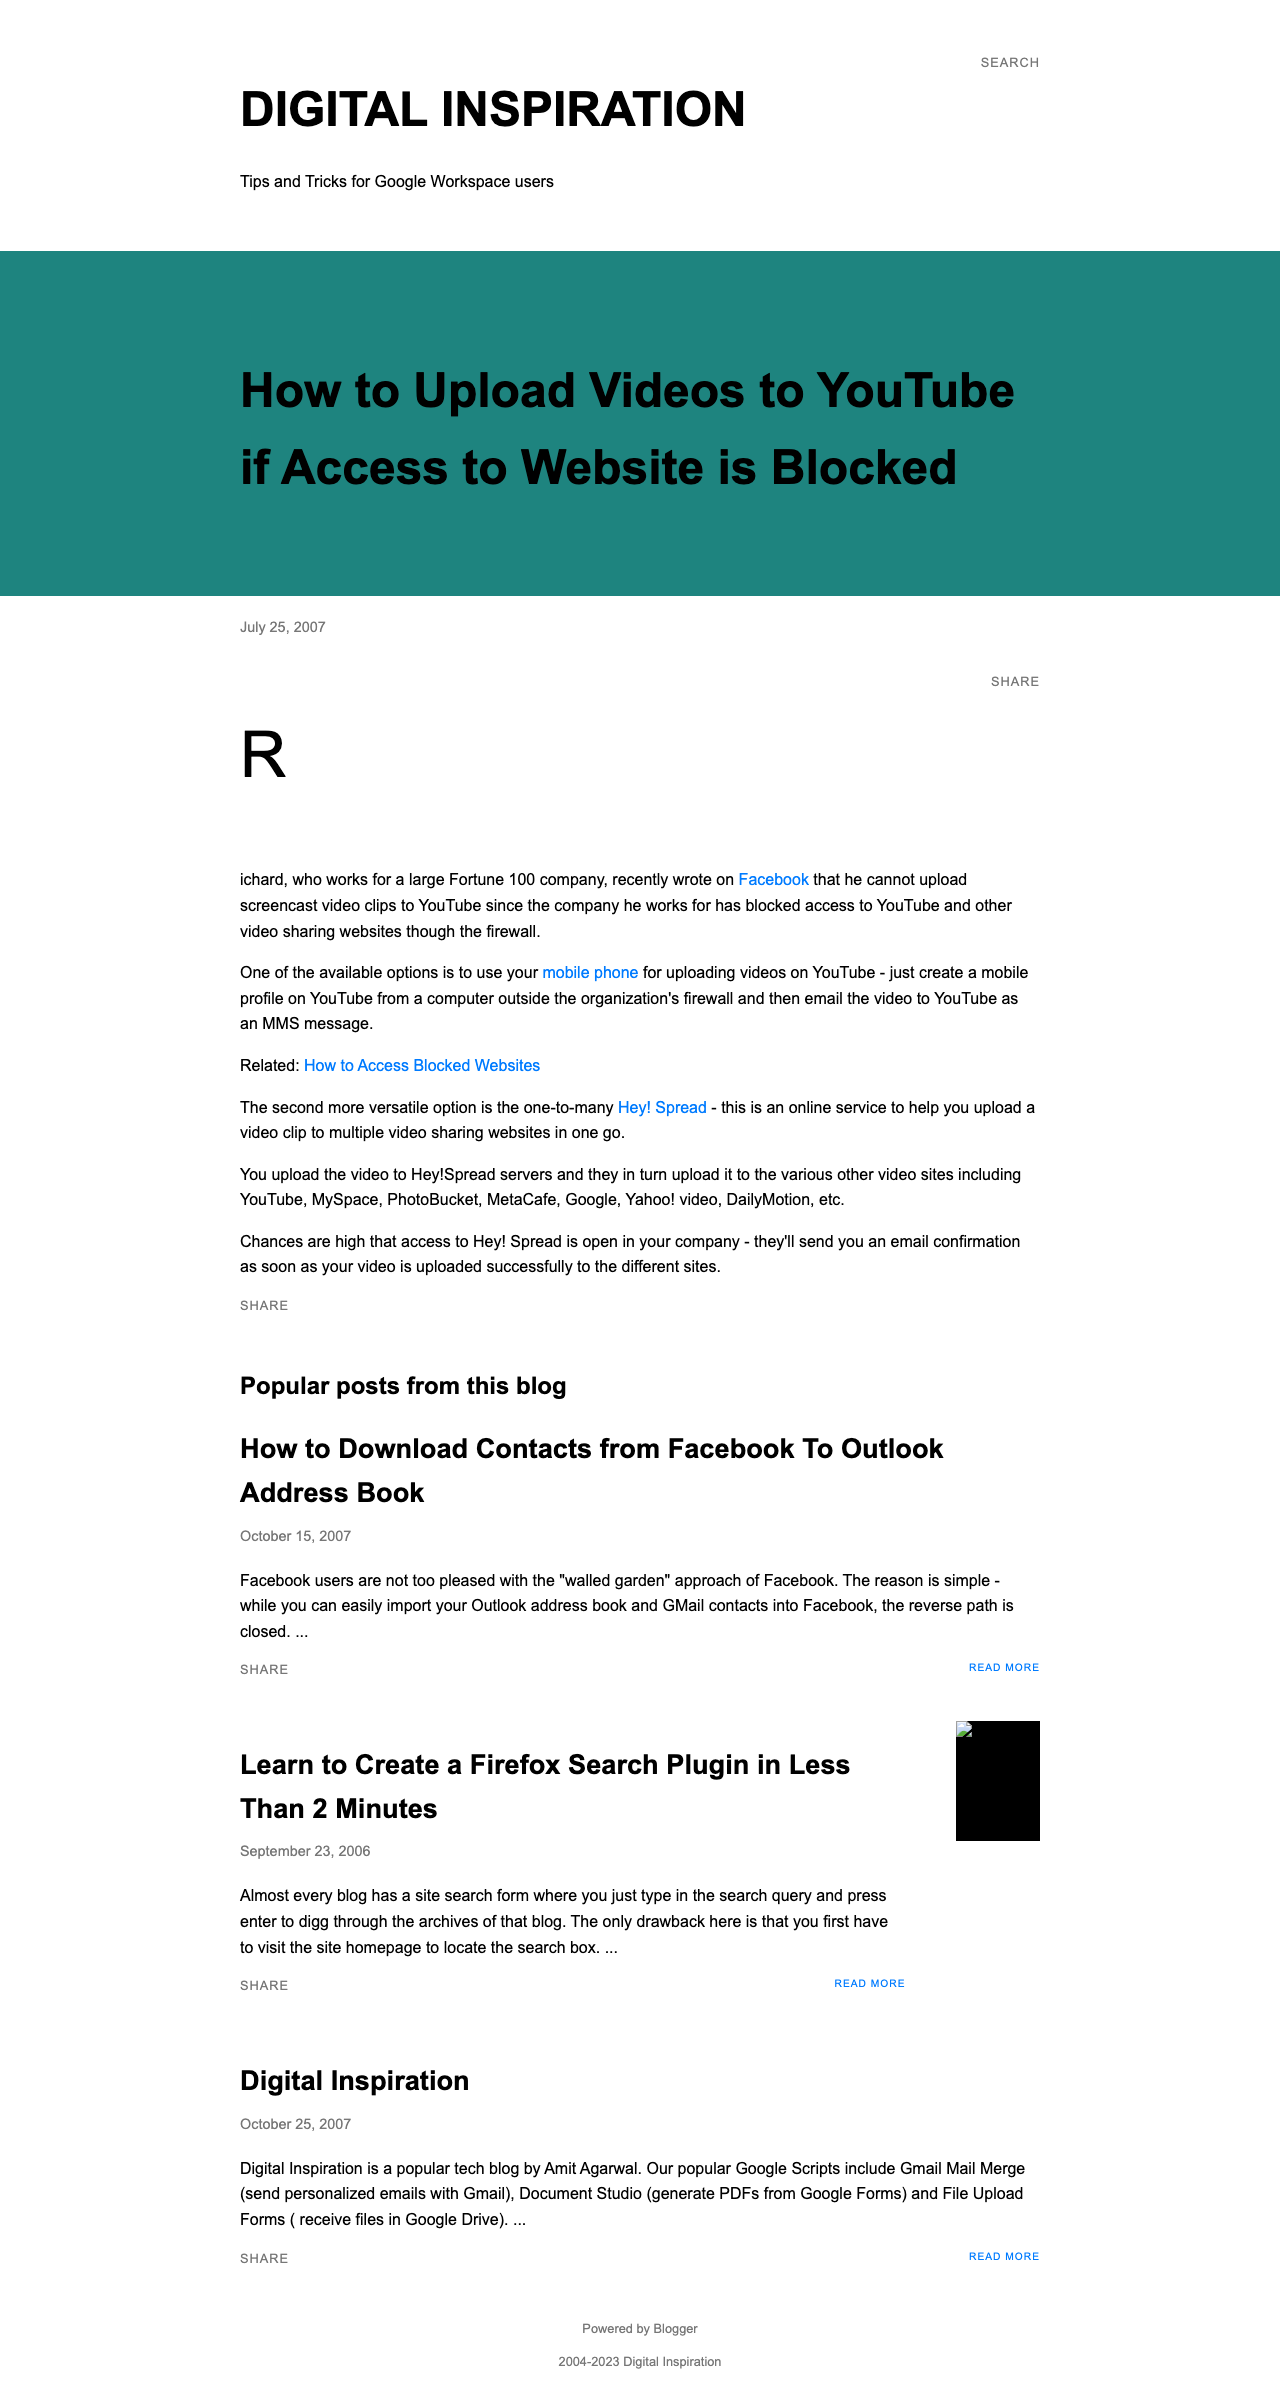 SEARCH
DIGITAL INSPIRATION
Tips and Tricks for Google Workspace users
How to Upload Videos to YouTube
if Access to Website is Blocked
July 25, 2007
SHARE
R
ichard, who works for a large Fortune 100 company, recently wrote on Facebook that he cannot upload
screencast video clips to YouTube since the company he works for has blocked access to YouTube and other
video sharing websites though the firewall.
One of the available options is to use your mobile phone for uploading videos on YouTube - just create a mobile
profile on YouTube from a computer outside the organization's firewall and then email the video to YouTube as
an MMS message.
Related: How to Access Blocked Websites
The second more versatile option is the one-to-many Hey! Spread - this is an online service to help you upload a
video clip to multiple video sharing websites in one go.
You upload the video to Hey!Spread servers and they in turn upload it to the various other video sites including
YouTube, MySpace, PhotoBucket, MetaCafe, Google, Yahoo! video, DailyMotion, etc.
Chances are high that access to Hey! Spread is open in your company - they'll send you an email confirmation
as soon as your video is uploaded successfully to the different sites.
SHARE
Popular posts from this blog
How to Download Contacts from Facebook To Outlook
Address Book
October 15, 2007
Facebook users are not too pleased with the "walled garden" approach of Facebook. The reason is simple -
while you can easily import your Outlook address book and GMail contacts into Facebook, the reverse path is
closed. ...
SHARE READ MORE
Learn to Create a Firefox Search Plugin in Less
Than 2 Minutes
September 23, 2006
Almost every blog has a site search form where you just type in the search query and press
enter to digg through the archives of that blog. The only drawback here is that you first have
to visit the site homepage to locate the search box. ...
SHARE READ MORE
Digital Inspiration
October 25, 2007
Digital Inspiration is a popular tech blog by Amit Agarwal. Our popular Google Scripts include Gmail Mail Merge
(send personalized emails with Gmail), Document Studio (generate PDFs from Google Forms) and File Upload
Forms ( receive files in Google Drive). ...
SHARE READ MORE
Powered by Blogger
2004-2023 Digital Inspiration